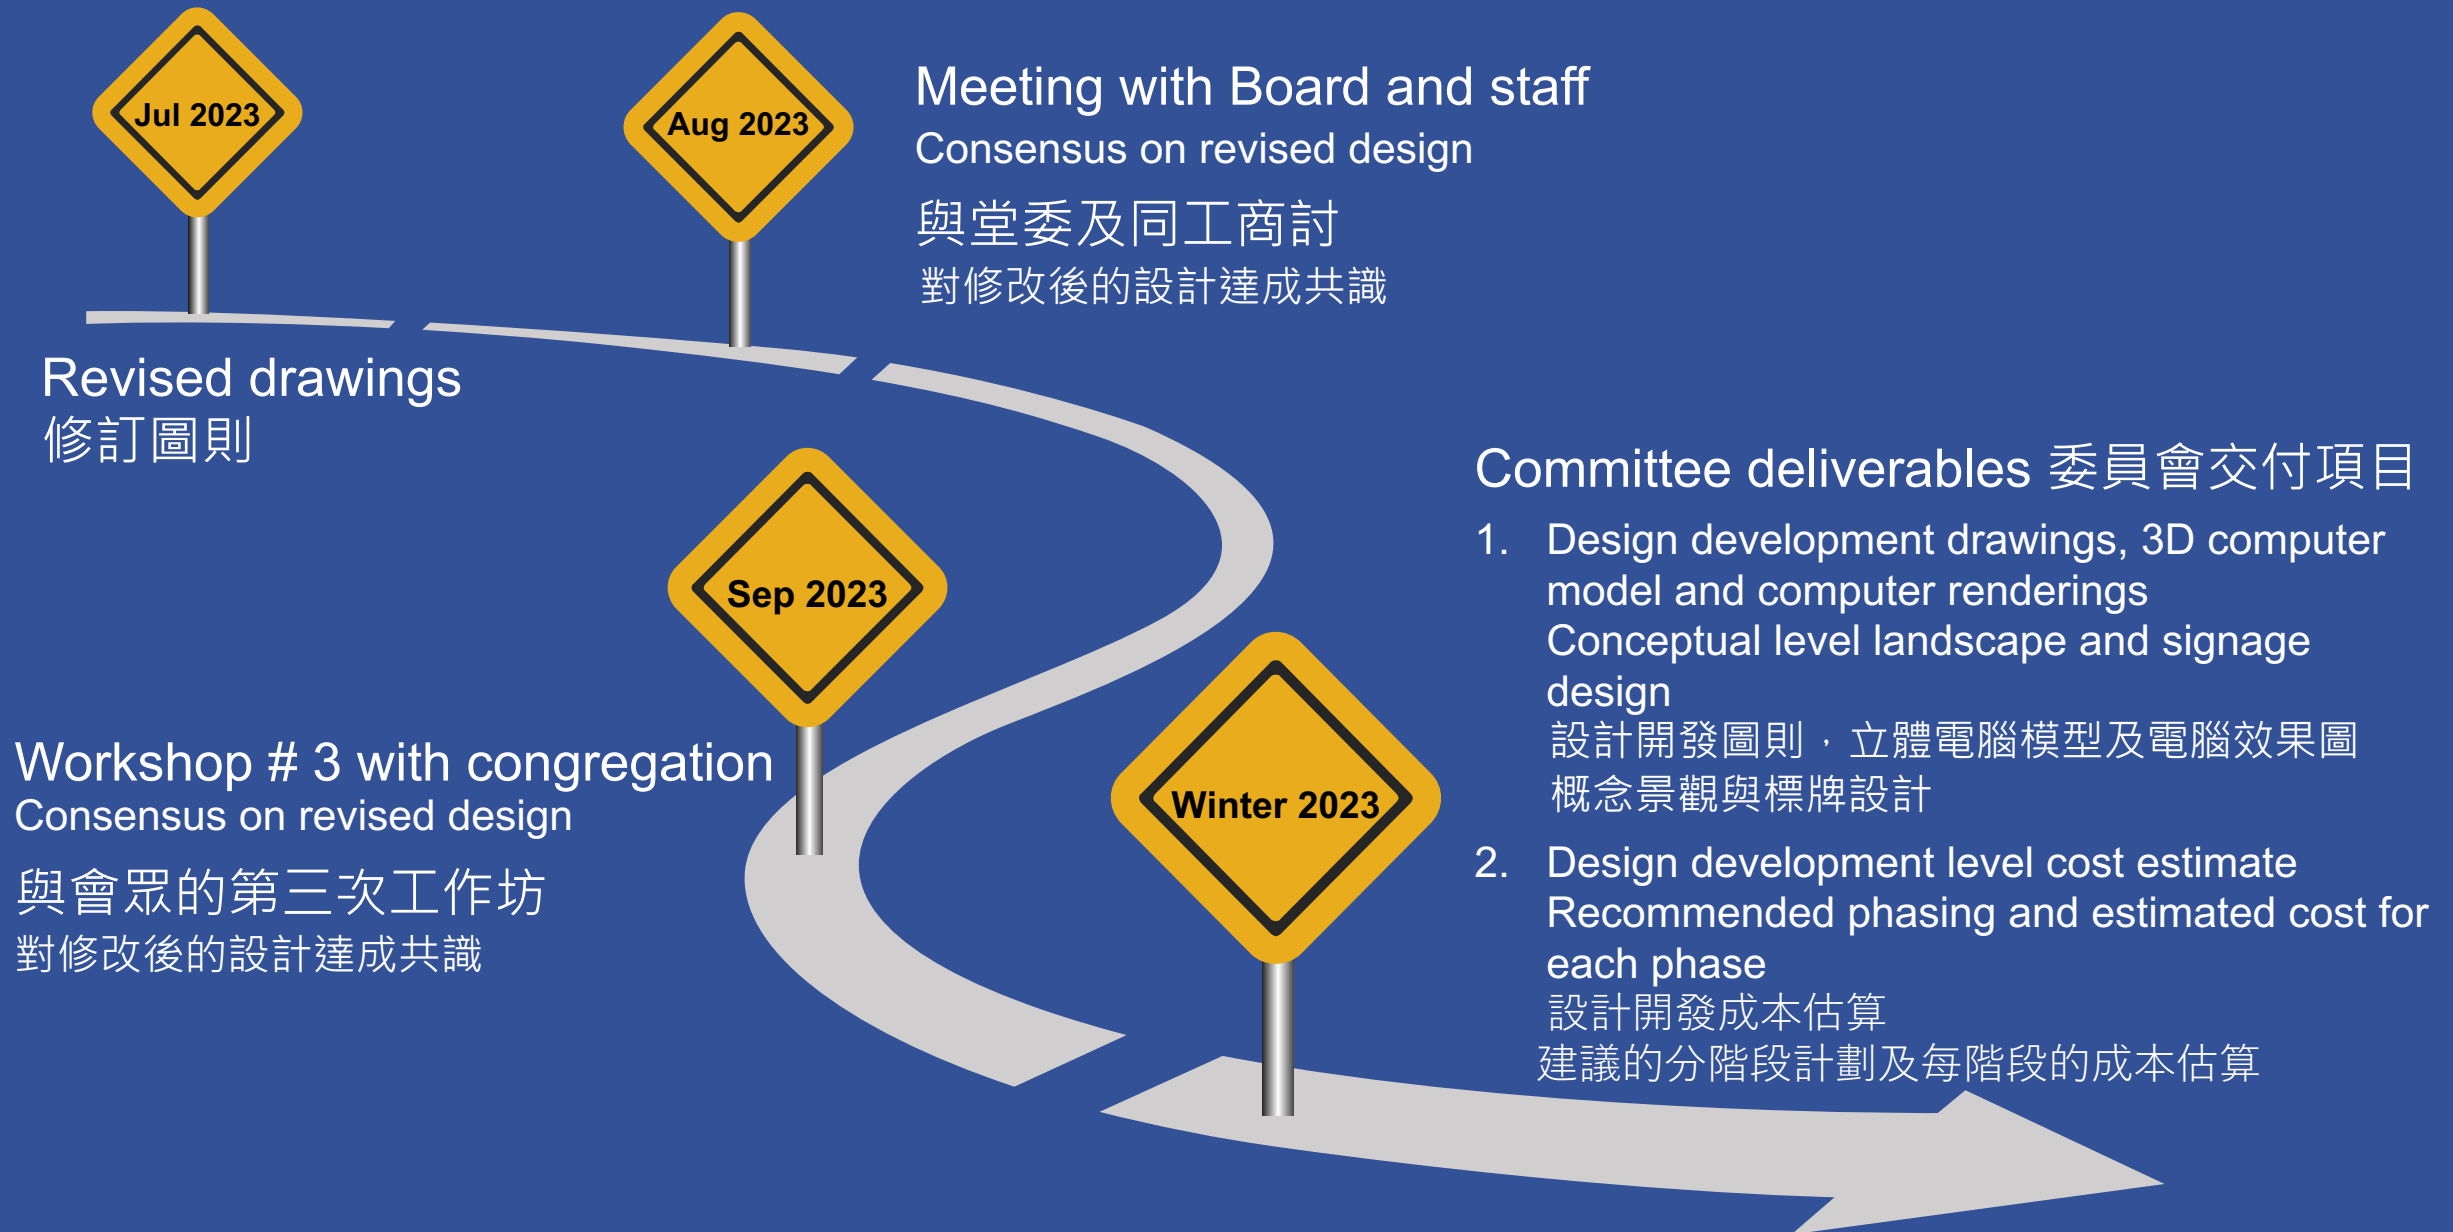 Jul 2023
Revised drawings
修訂圖則
Aug 2023
Meeting with Board and staff
Consensus on revised design
與堂委及同工商討
對修改後的設計達成共識
Sep 2023
Workshop # 3 with congregation
Consensus on revised design
與會眾的第三次工作坊
對修改後的設計達成共識
Winter 2023
Committee deliverables 委員會交付項目
1. Design development drawings, 3D computer
model and computer renderings
Conceptual level landscape and signage
design
設計開發圖則，立體電腦模型及電腦效果圖
概念景觀與標牌設計
2. Design development level cost estimate
Recommended phasing and estimated cost for
each phase
設計開發成本估算
建議的分階段計劃及每階段的成本估算